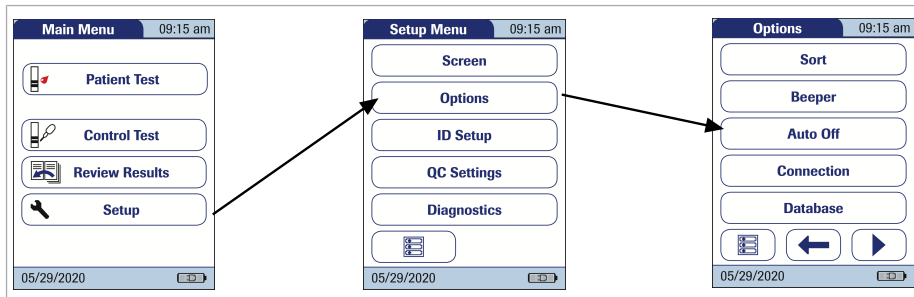 Main Menu 09:15 am
Patient Test
Control Test
Review Results
Setup
05/29/2020
Setup Menu 09:15 am
Screen
Options
ID Setup
QC Settings
Diagnostics
05/29/2020
Options 09:15 am
Sort
Beeper
Auto Off
Connection
Database
05/29/2020